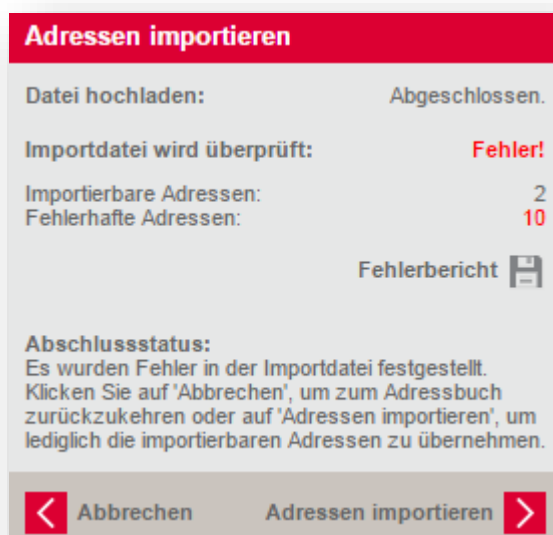 Adressen importieren
Datei hochladen: Abgeschlossen.
Importdatei wird überprüft: Fehler!
Importierbare Adressen: 2
Fehlerhafte Adressen: 10
Fehlerbericht
Abschlussstatus:
Es wurden Fehler in der Importdatei festgestellt.
Klicken Sie auf 'Abbrechen', um zum Adressbuch
zurückzukehren oder auf 'Adressen importieren', um
lediglich die importierbaren Adressen zu übernehmen.
Abbrechen Adressen importieren